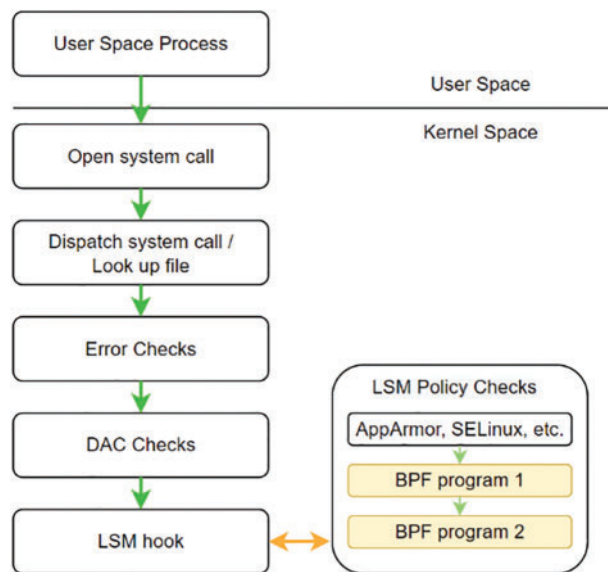 User Space Process
User Space
Kernel Space
Open system call
Dispatch system call /
Look up file
Error Checks
DAC Checks
LSM hook
LSM Policy Checks
AppArmor, SELinux, etc.
BPF program 1
BPF program 2